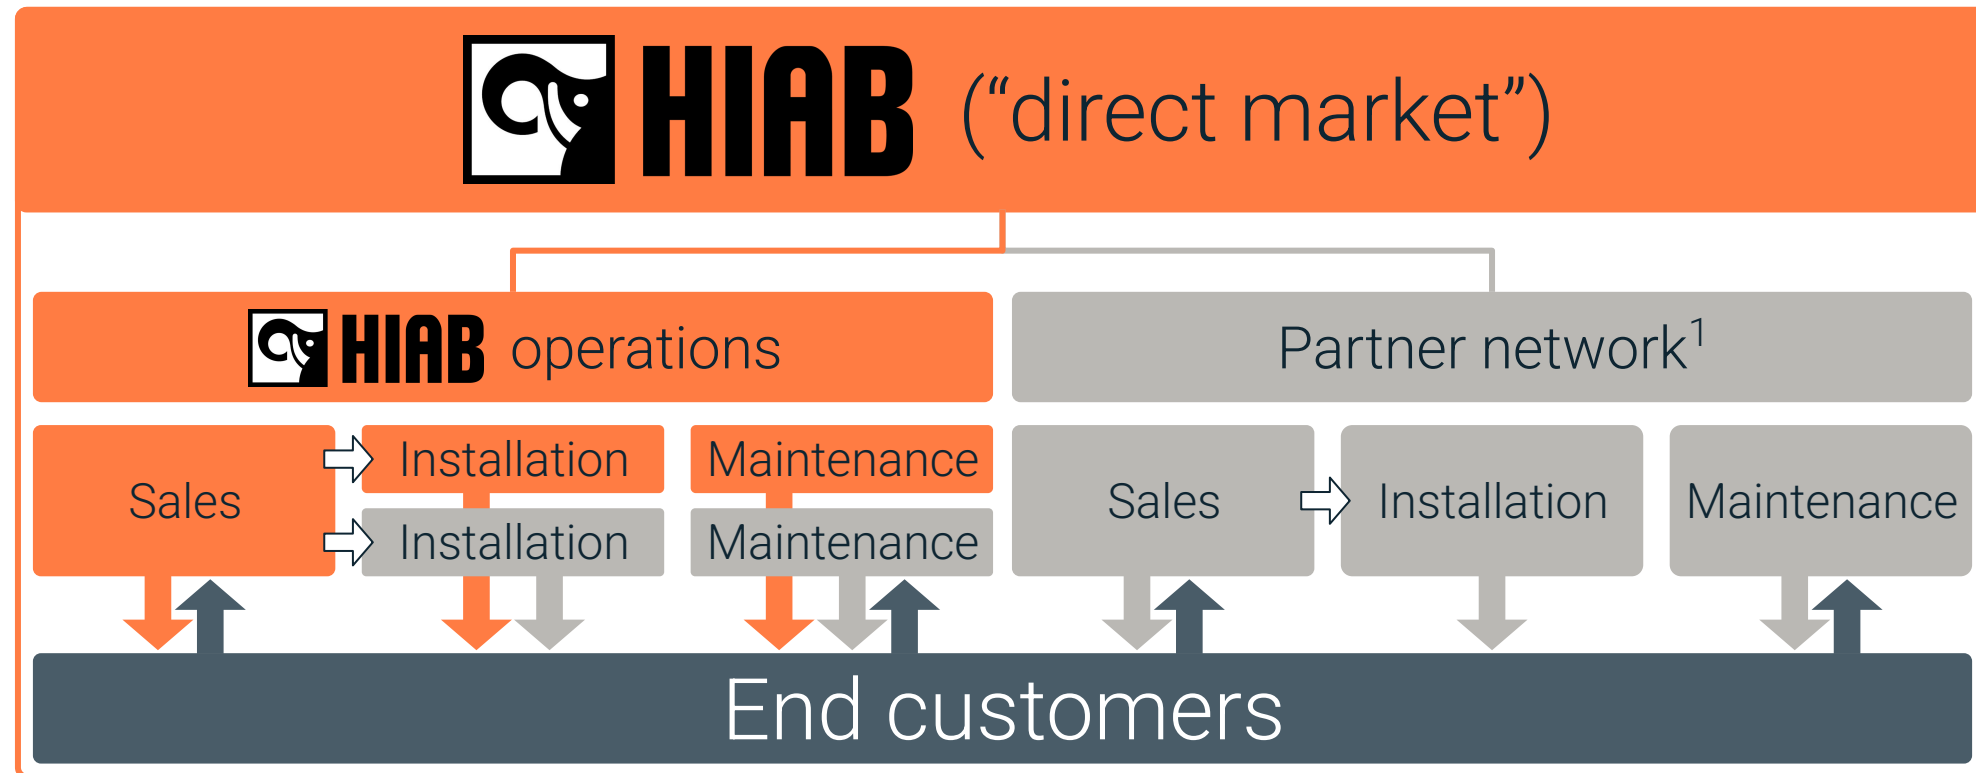 HIAB (“direct market”)
HIAB operations
Partner network¹
Sales
Installation
Installation
Maintenance
Maintenance
Sales
Installation
Maintenance
End customers